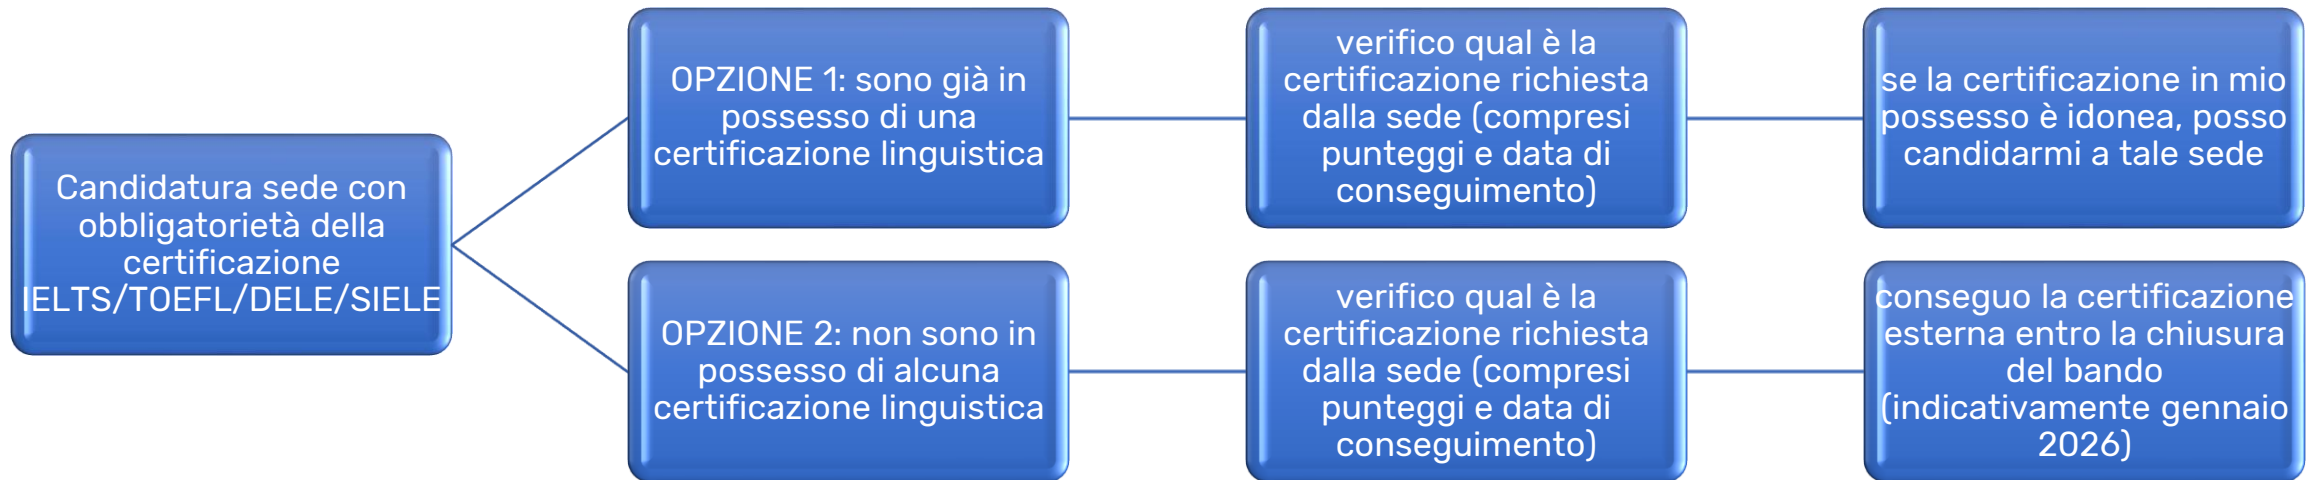 Candidatura sede con
obbligatorietà della
certificazione
IELTS/TOEFL/DELE/SIELE
OPZIONE 1: sono già in
possesso di una
certificazione linguistica
verifico qual è la
certificazione richiesta
dalla sede (compresi
punteggi e data di
conseguimento)
se la certificazione in mio
possesso è idonea, posso
candidarmi a tale sede
OPZIONE 2: non sono in
possesso di alcuna
certificazione linguistica
verifico qual è la
certificazione richiesta
dalla sede (compresi
punteggi e data di
conseguimento)
conseguo la certificazione
esterna entro la chiusura
del bando
(indicativamente gennaio
2026)